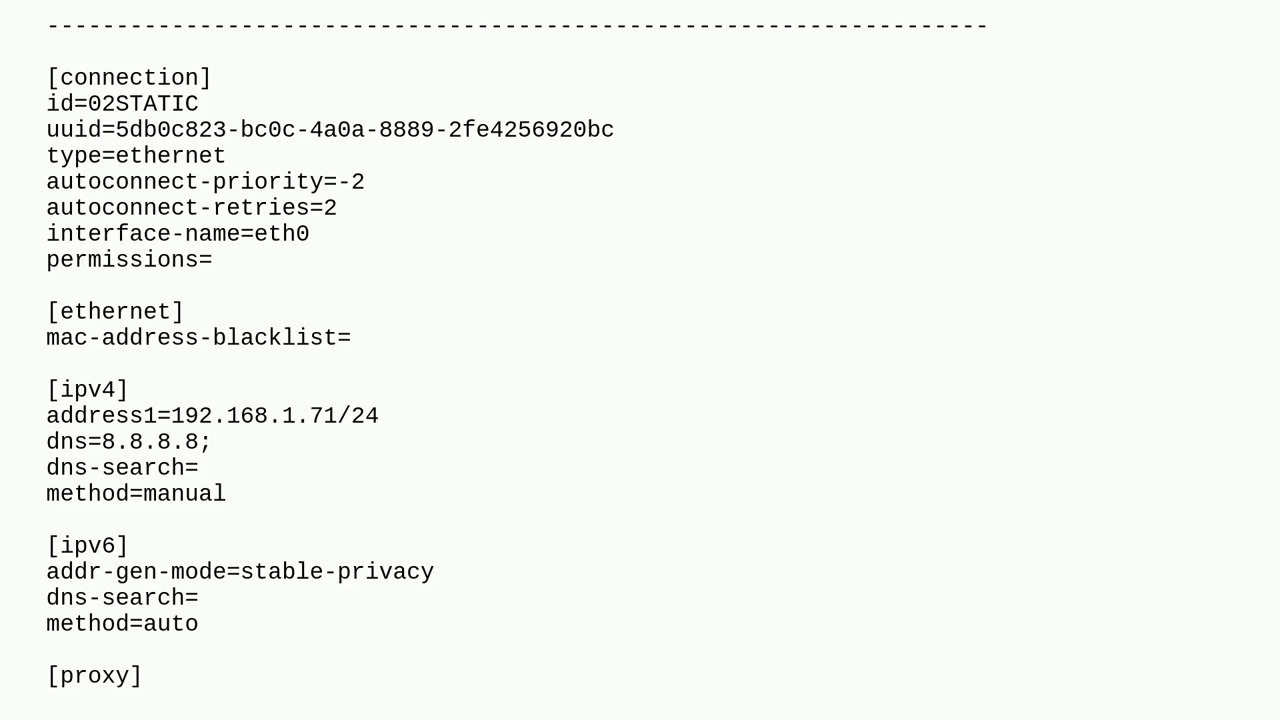 --------------------------------------------------------------------
[connection]
id=02STATIC
uuid=5db0c823-bc0c-4a0a-8889-2fe4256920bc
type=ethernet
autoconnect-priority=-2
autoconnect-retries=2
interface-name=eth0
permissions=
[ethernet]
mac-address-blacklist=
[ipv4]
address1=192.168.1.71/24
dns=8.8.8.8;
dns-search=
method=manual
[ipv6]
addr-gen-mode=stable-privacy
dns-search=
method=auto
[proxy]